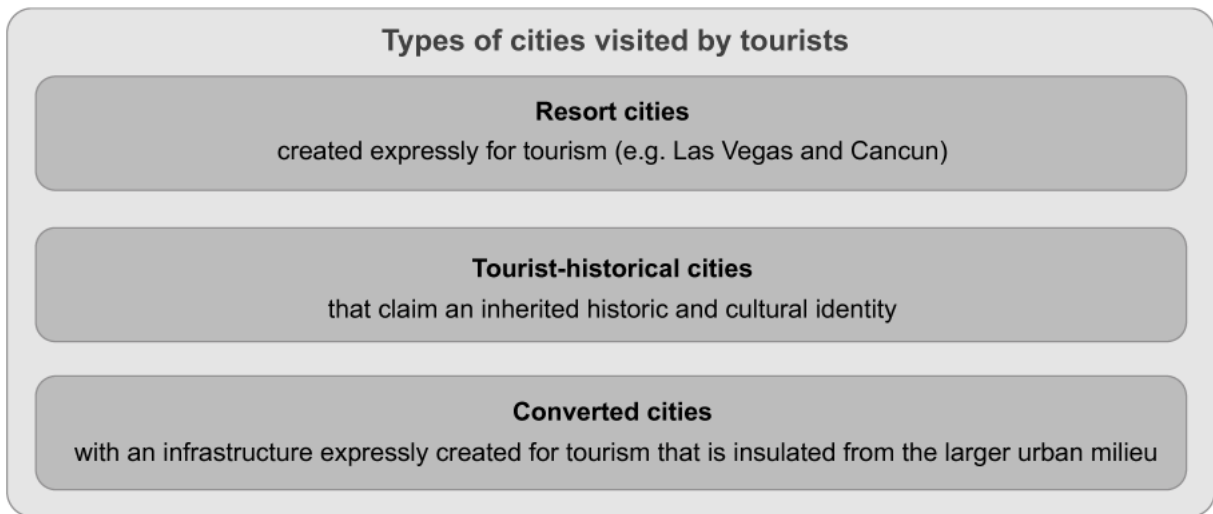 Types of cities visited by tourists
Resort cities
created expressly for tourism (e.g. Las Vegas and Cancun)
Tourist-historical cities
that claim an inherited historic and cultural identity
Converted cities
with an infrastructure expressly created for tourism that is insulated from the larger urban milieu